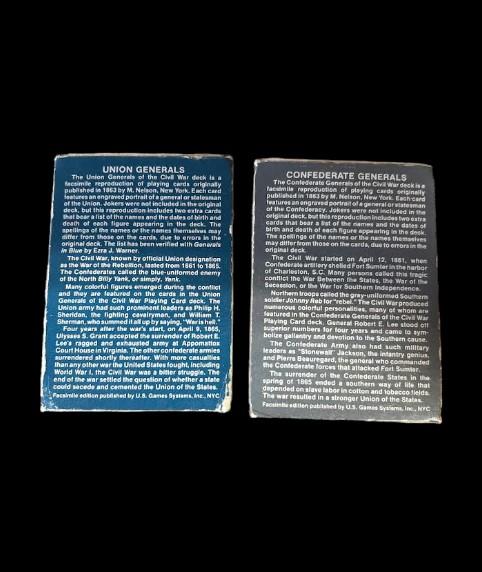 UNION GENERALS
The Union Generals of the Civil War deck is a
facsimile reproduction of playing cards originally
published in 1863 by M. Nelson, New York. Each card
features an engraved portrait of a general or statesman
of the Union. Jokers were not included in the original
deck, but this reproduction includes two extra cards
that bear a list of the names and the dates of birth and
death of each figure appearing in the deck. The
spellings of the names or the names themselves may
differ from those on the cards, due to errors in the
original deck. The list has been verified with Generals
in Blue by Ezra J. Warner.
The Civil War, known by official Union designation
as the War of the Rebellion, lasted from 1861 to 1865.
The Confederates called the blue-uniformed enemy
of the North Billy Yank, or simply, Yank.
Many colorful figures emerged during the conflict
and they are featured on the cards in the Union
Generals of the Civil War Playing Card deck. The
Union army had such prominent leaders as Philip H.
Sheridan, the fighting cavalryman, and William T.
Sherman, who summed it all up by saying, "War is hell."
Four years after the war's start, on April 9, 1865,
Ulysses S. Grant accepted the surrender of Robert E.
Lee's ragged and exhausted army at Appomattox
Court House in Virginia. The other confederate armies
surrendered shortly thereafter. With more casualties
than any other war the United States fought, including
World War I, the Civil War was a bitter struggle. The
end of the war settled the question of whether a state
could secede and cemented the Union of the States.
Facsimile edition published by U.S. Games Systems, Inc., NYC
CONFEDERATE GENERALS
The Confederate Generals of the Civil War deck is a
facsimile reproduction of playing cards originally
published in 1863 by M. Nelson, New York. Each card
features an engraved portrait of a general or statesman
of the Confederacy. Jokers were not included in the
original deck, but this reproduction includes two extra
cards that bear a list of the names and the dates of
birth and death of each figure appearing in the deck.
The spellings of the names or the names themselves
may differ from those on the cards, due to errors in the
original deck.
The Civil War started on April 12, 1861, when
Confederate artillery shelled Fort Sumter in the harbor
of Charleston, S.C. Many persons called this tragic
conflict the War Between the States, the War of the
Secession, or the War for Southern Independence.
Northern troops called the gray-uniformed Southern
soldier Johnny Reb for "rebel." The Civil War produced
numerous colorful personalities, many of whom are
featured in the Confederate Generals of the Civil War
Playing Card deck. General Robert E. Lee stood off
superior numbers for four years and came to sym-
bolize gallantry and devotion to the Southern cause.
The Confederate Army also had such military
leaders as "Stonewall" Jackson, the infantry genius,
and Pierre Beauregard, the general who commanded
the Confederate forces that attacked Fort Sumter.
The surrender of the Confederate States in the
spring of 1865 ended a southern way of life that
depended on slave labor in cotton and tobacco fields.
The war resulted in a stronger Union of the States.
Facsimile edition published by U.S. Games Systems, Inc., NYC